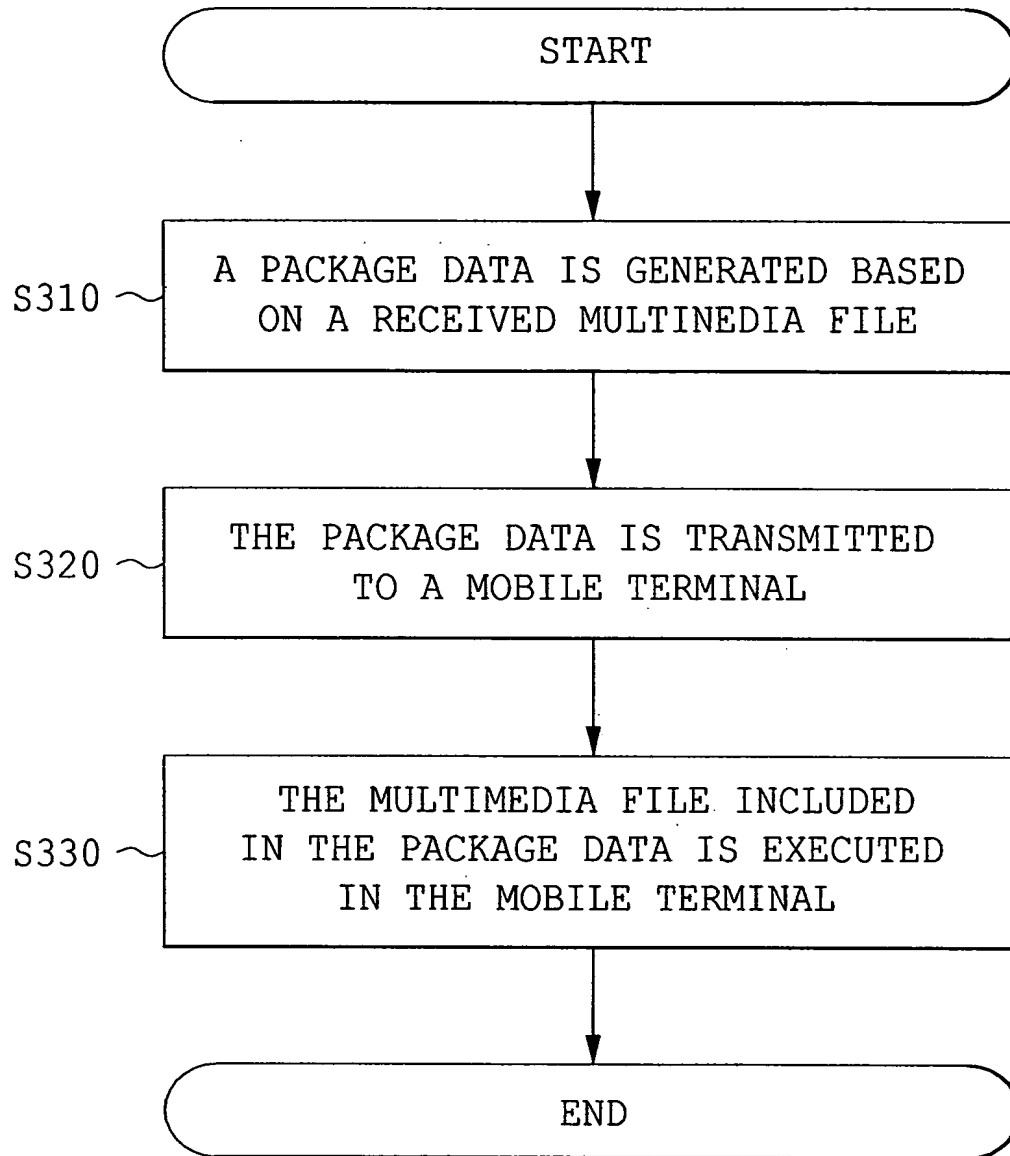 START
S310
A PACKAGE DATA IS GENERATED BASED
ON A RECEIVED MULTINEDIA FILE
S320
THE PACKAGE DATA IS TRANSMITTED
TO A MOBILE TERMINAL
S330
THE MULTIMEDIA FILE INCLUDED
IN THE PACKAGE DATA IS EXECUTED
IN THE MOBILE TERMINAL
END